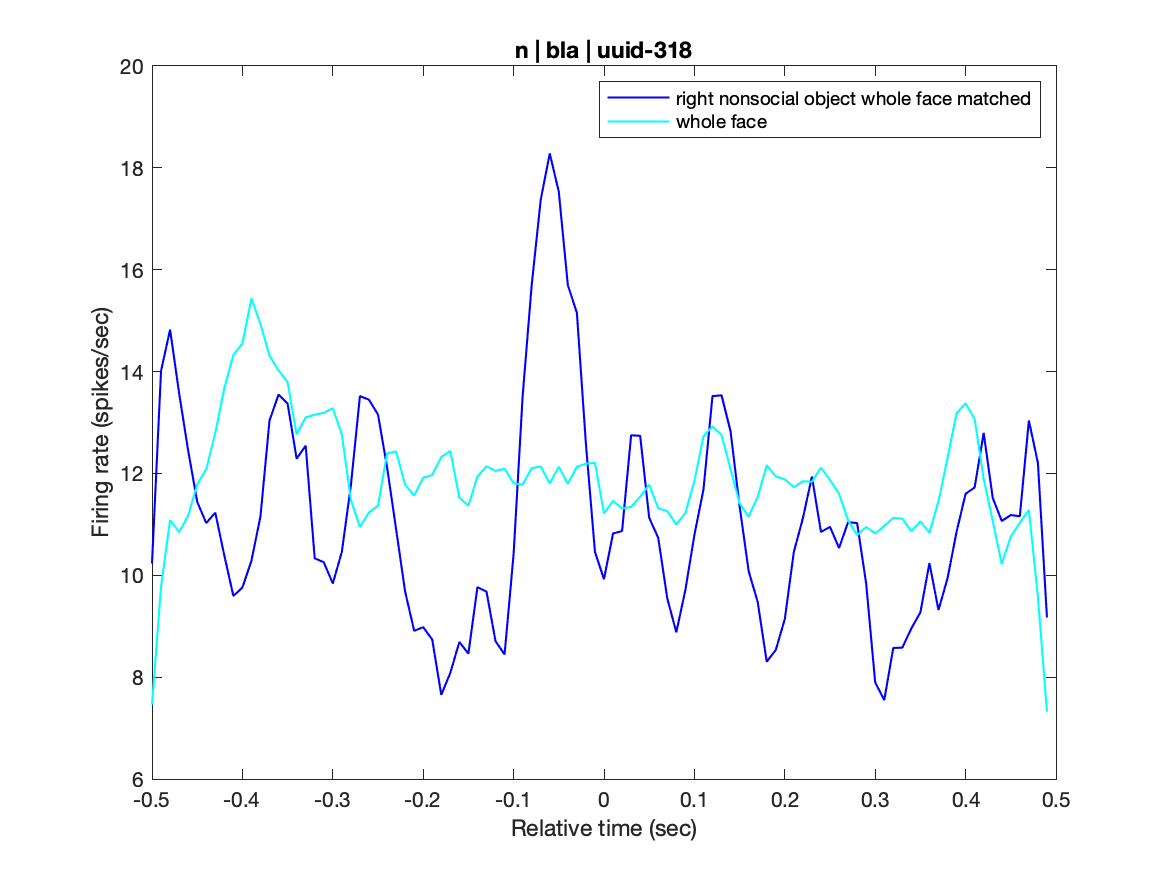 n | bla | uuid-318
right nonsocial object whole face matched
whole face
Firing rate (spikes/sec)
20
18
16
14
12
10
8
6
-0.5 -0.4 -0.3 -0.2 -0.1 0 0.1 0.2 0.3 0.4 0.5
Relative time (sec)